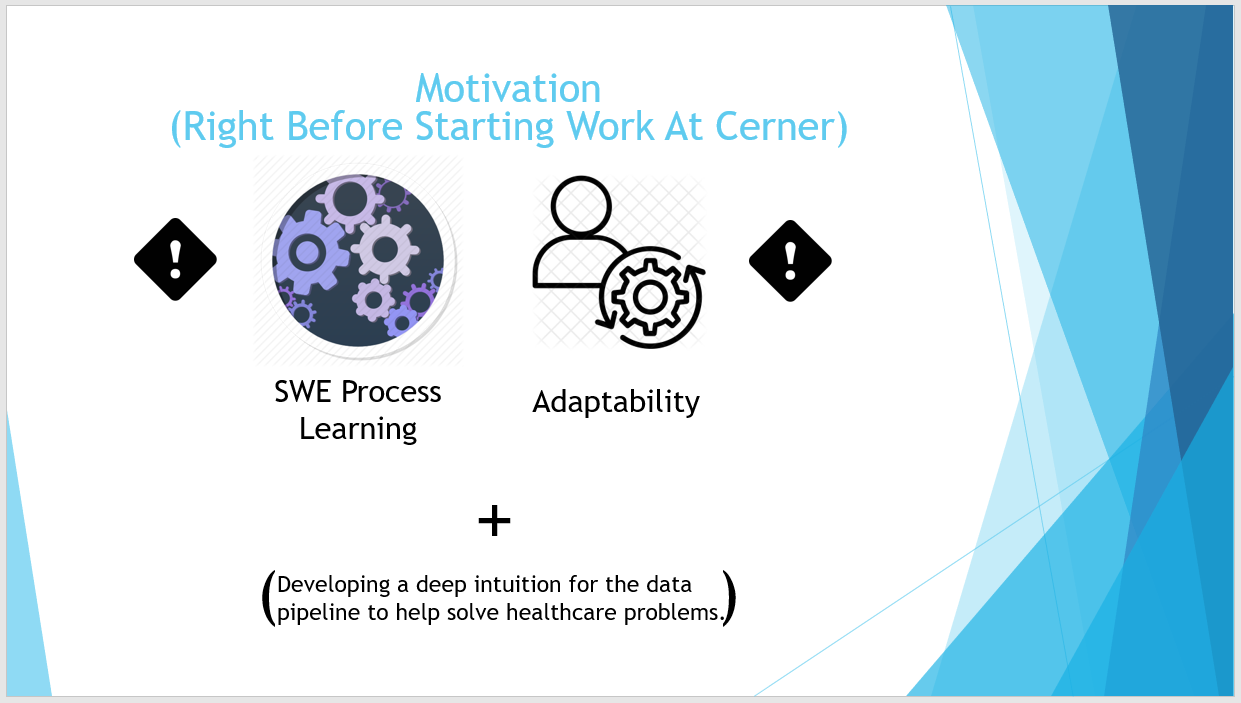 Motivation
(Right Before Starting Work At Cerner)
! !
SWE Process
Learning
Adaptability
+
(Developing a deep intuition for the data
pipeline to help solve healthcare problems.)